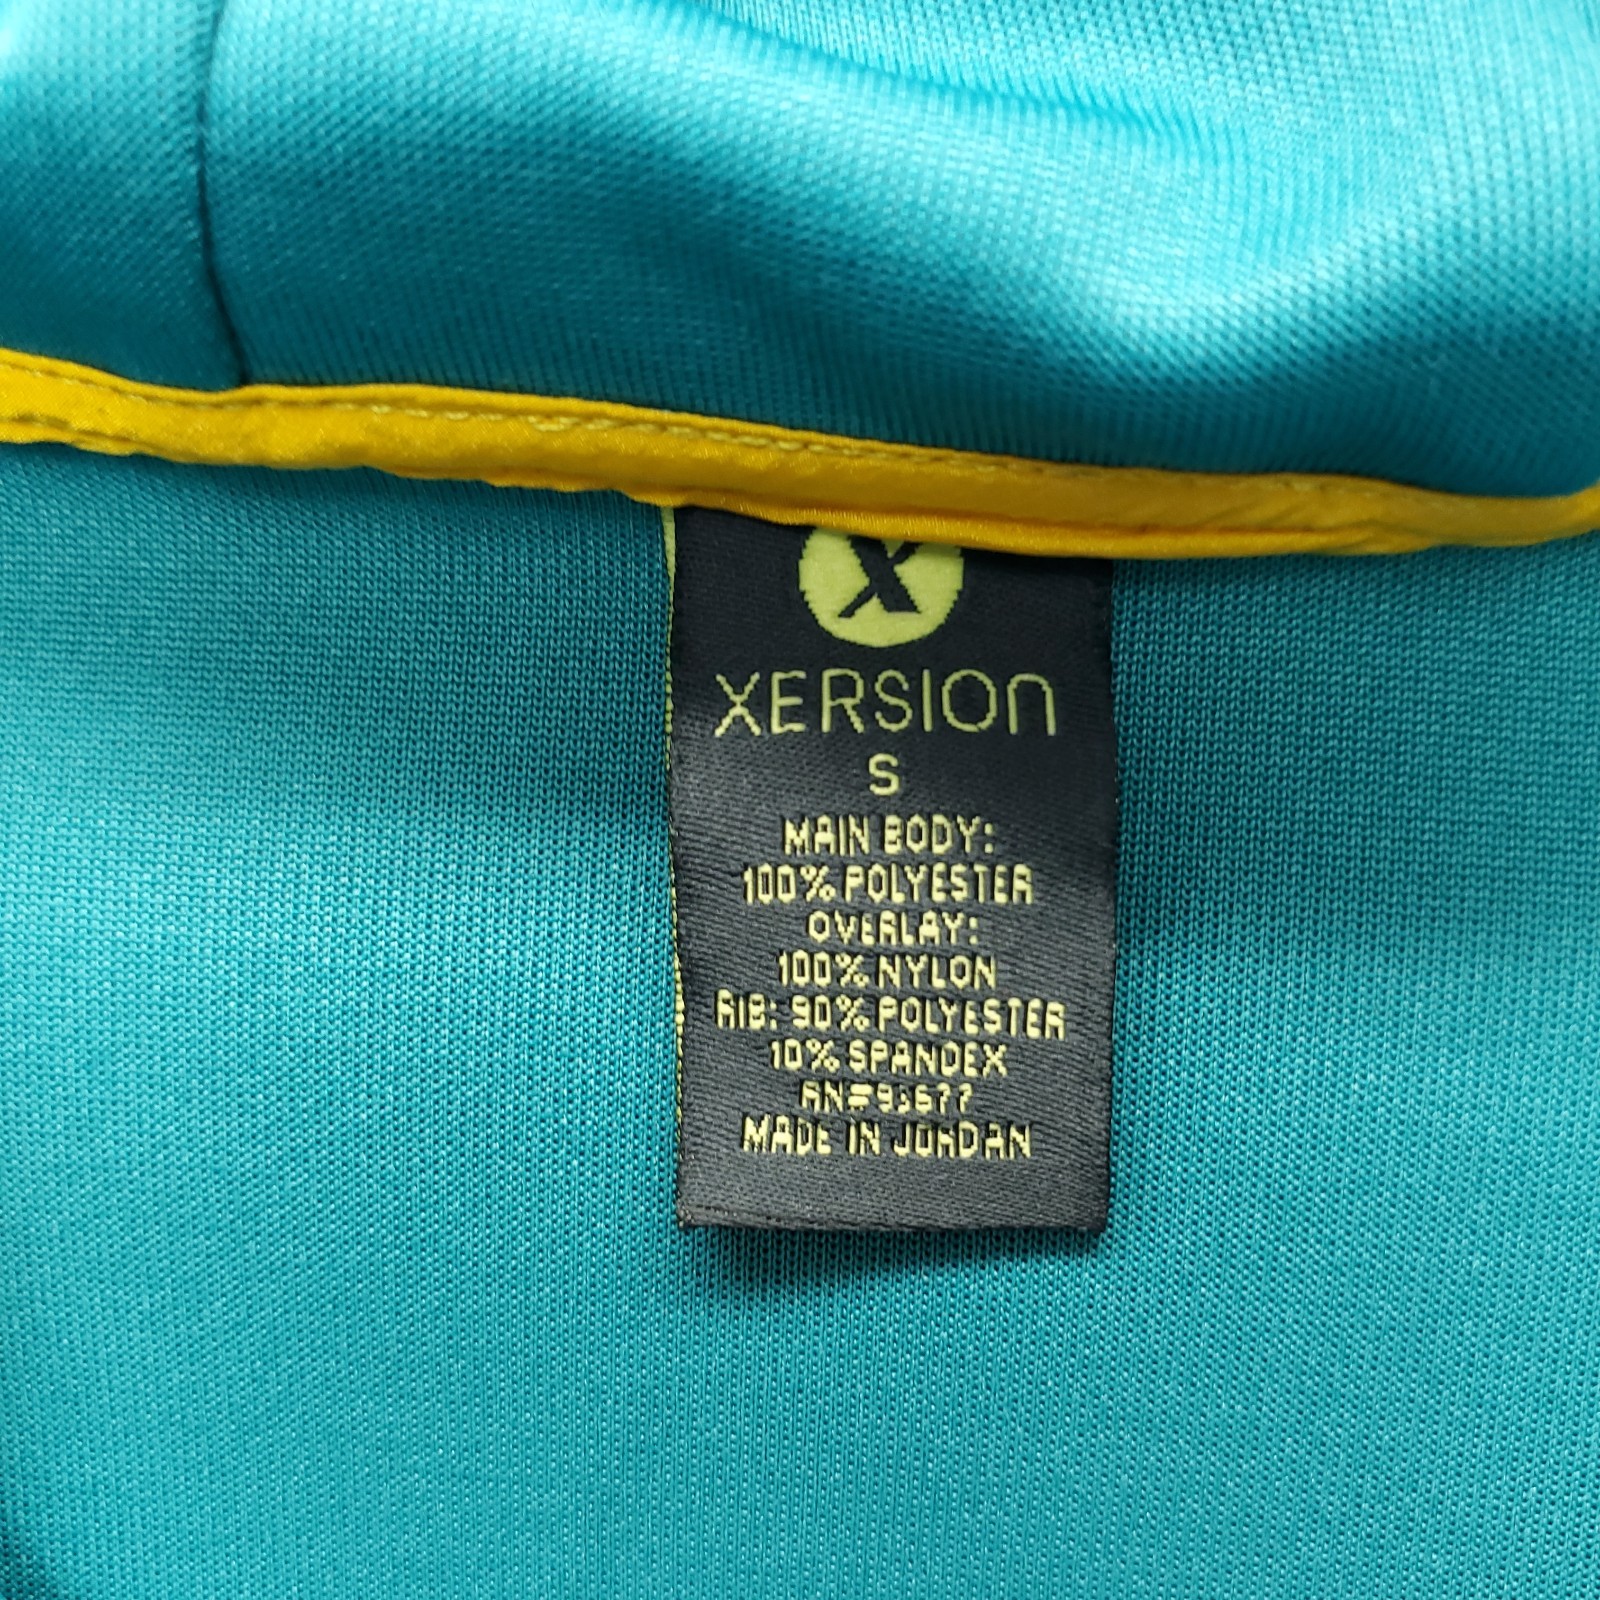 X
XERSION
S
MAIN BODY:
100% POLYESTER
OVERLAY:
100% NYLON
RIB: 90% POLYESTER
10% SPANDEX
MADE IN JORDAN